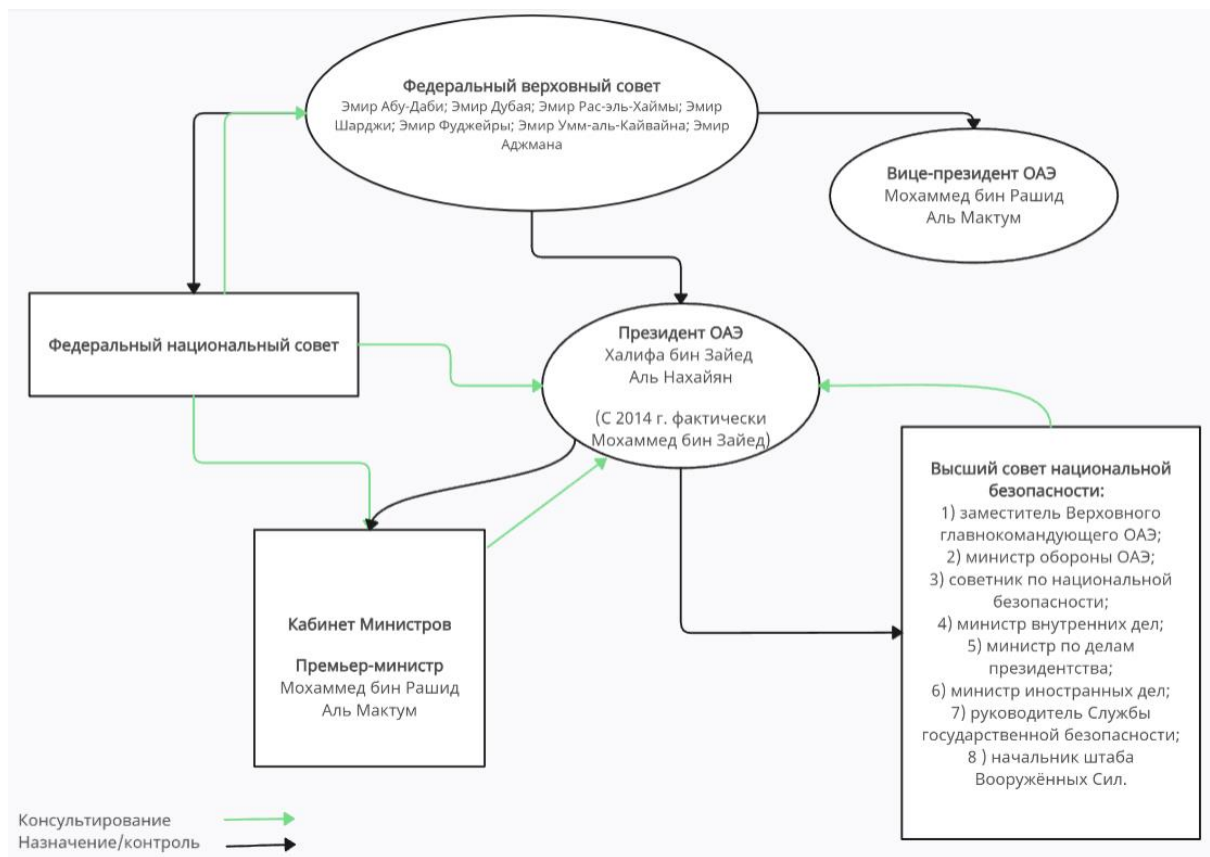 Федеральный верховный совет
Эмир Абу-Даби; Эмир Дубая; Эмир Рас-эль-Хаймы; Эмир
Шарджи; Эмир Фуджейры; Эмир Умм-аль-Кайвайна; Эмир
Аджмана
Вице-президент ОАЭ
Мохаммед бин Рашид
Аль Мактум
Федеральный национальный совет
Президент ОАЭ
Халифа бин Зайед
Аль Нахайян
(С 2014 г. фактически
Мохаммед бин Зайед)
Высший совет национальной
безопасности:
1) заместитель Верховного
главнокомандующего ОАЭ;
2) министр обороны ОАЭ;
3) советник по национальной
безопасности;
4) министр внутренних дел;
5) министр по делам
президентства;
6) министр иностранных дел;
7) руководитель Службы
государственной безопасности;
8 ) начальник штаба
Вооружённых Сил.
Кабинет Министров
Премьер-министр
Мохаммед бин Рашид
Аль Мактум
Консультирование
Назначение/контроль